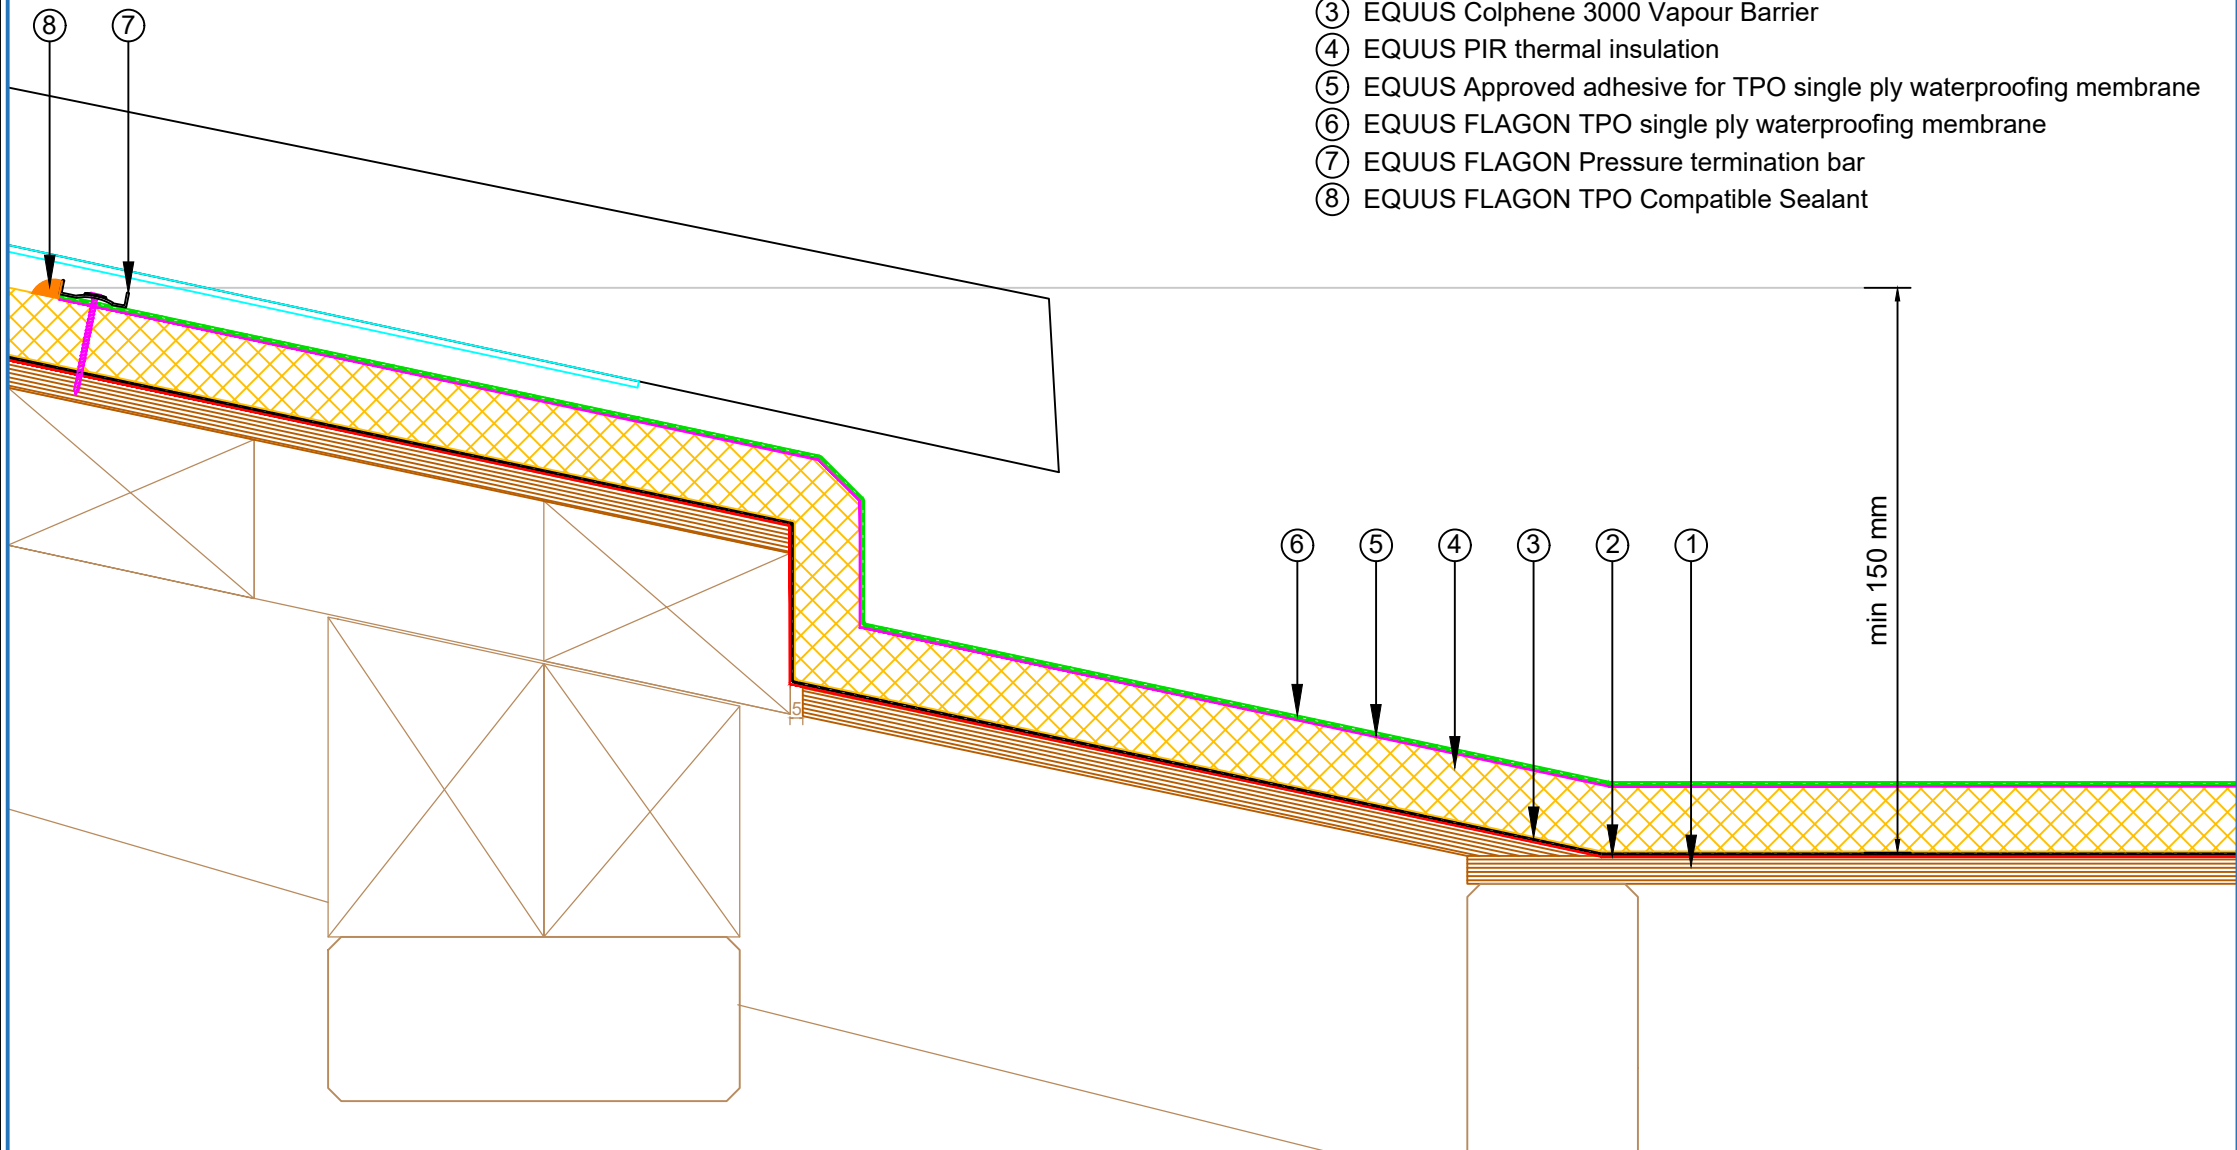 8 7
3 EQUUS Colphene 3000 Vapour Barrier
4 EQUUS PIR thermal insulation
5 EQUUS Approved adhesive for TPO single ply waterproofing membrane
6 EQUUS FLAGON TPO single ply waterproofing membrane
7 EQUUS FLAGON Pressure termination bar
8 EQUUS FLAGON TPO Compatible Sealant
6 5 4 3 2 1
min 150 mm
5